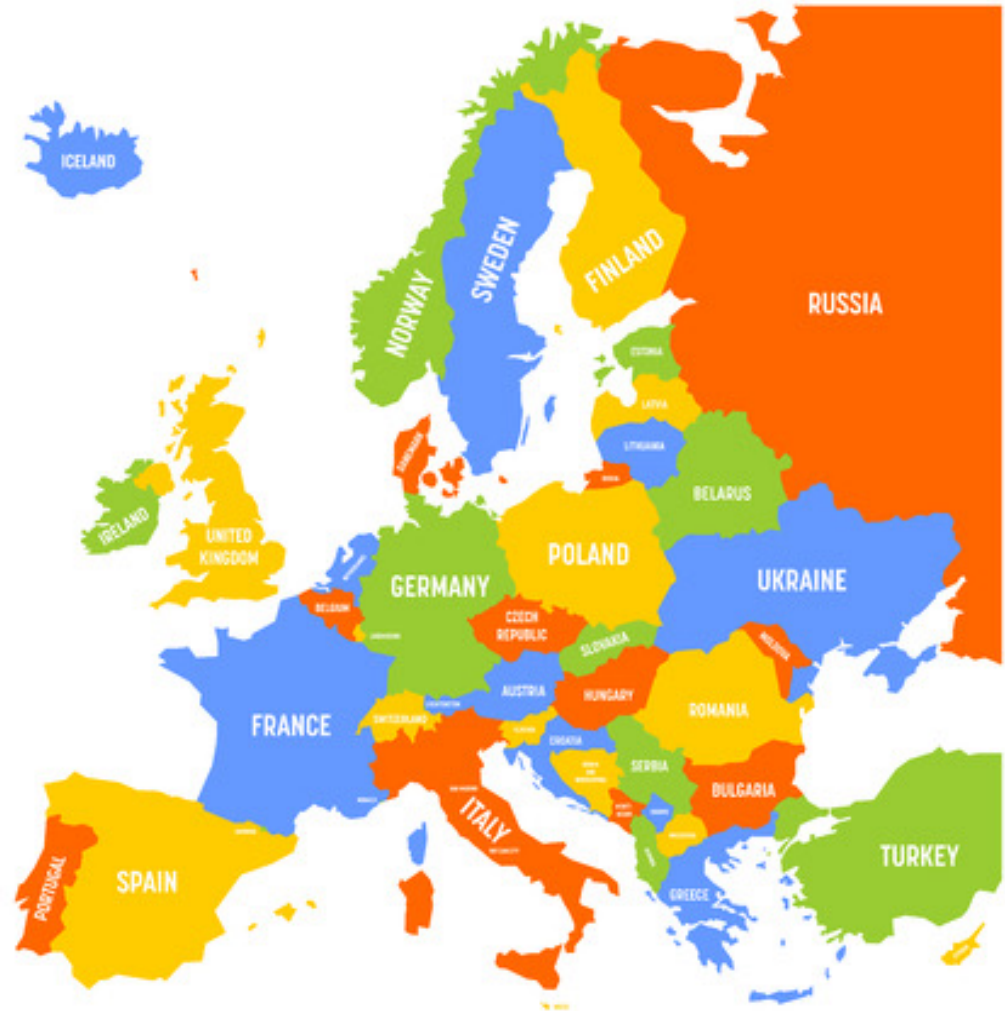 ICELAND
SWEDEN
FINLAND
NORWAY
RUSSIA
ESTONIA
LATVIA
LITHUANIA
DENMARK
BELARUS
IRELAND
UNITED
KINGDOM
POLAND
GERMANY
UKRAINE
BELGIUM
CZECH
REPUBLIC
SLOVAKIA
MOLDOVA
AUSTRIA
HUNGARY
FRANCE
SWITZERLAND
ROMANIA
CROATIA
SERBIA
BULGARIA
ITALY
SPAIN
PORTUGAL
GREECE
TURKEY